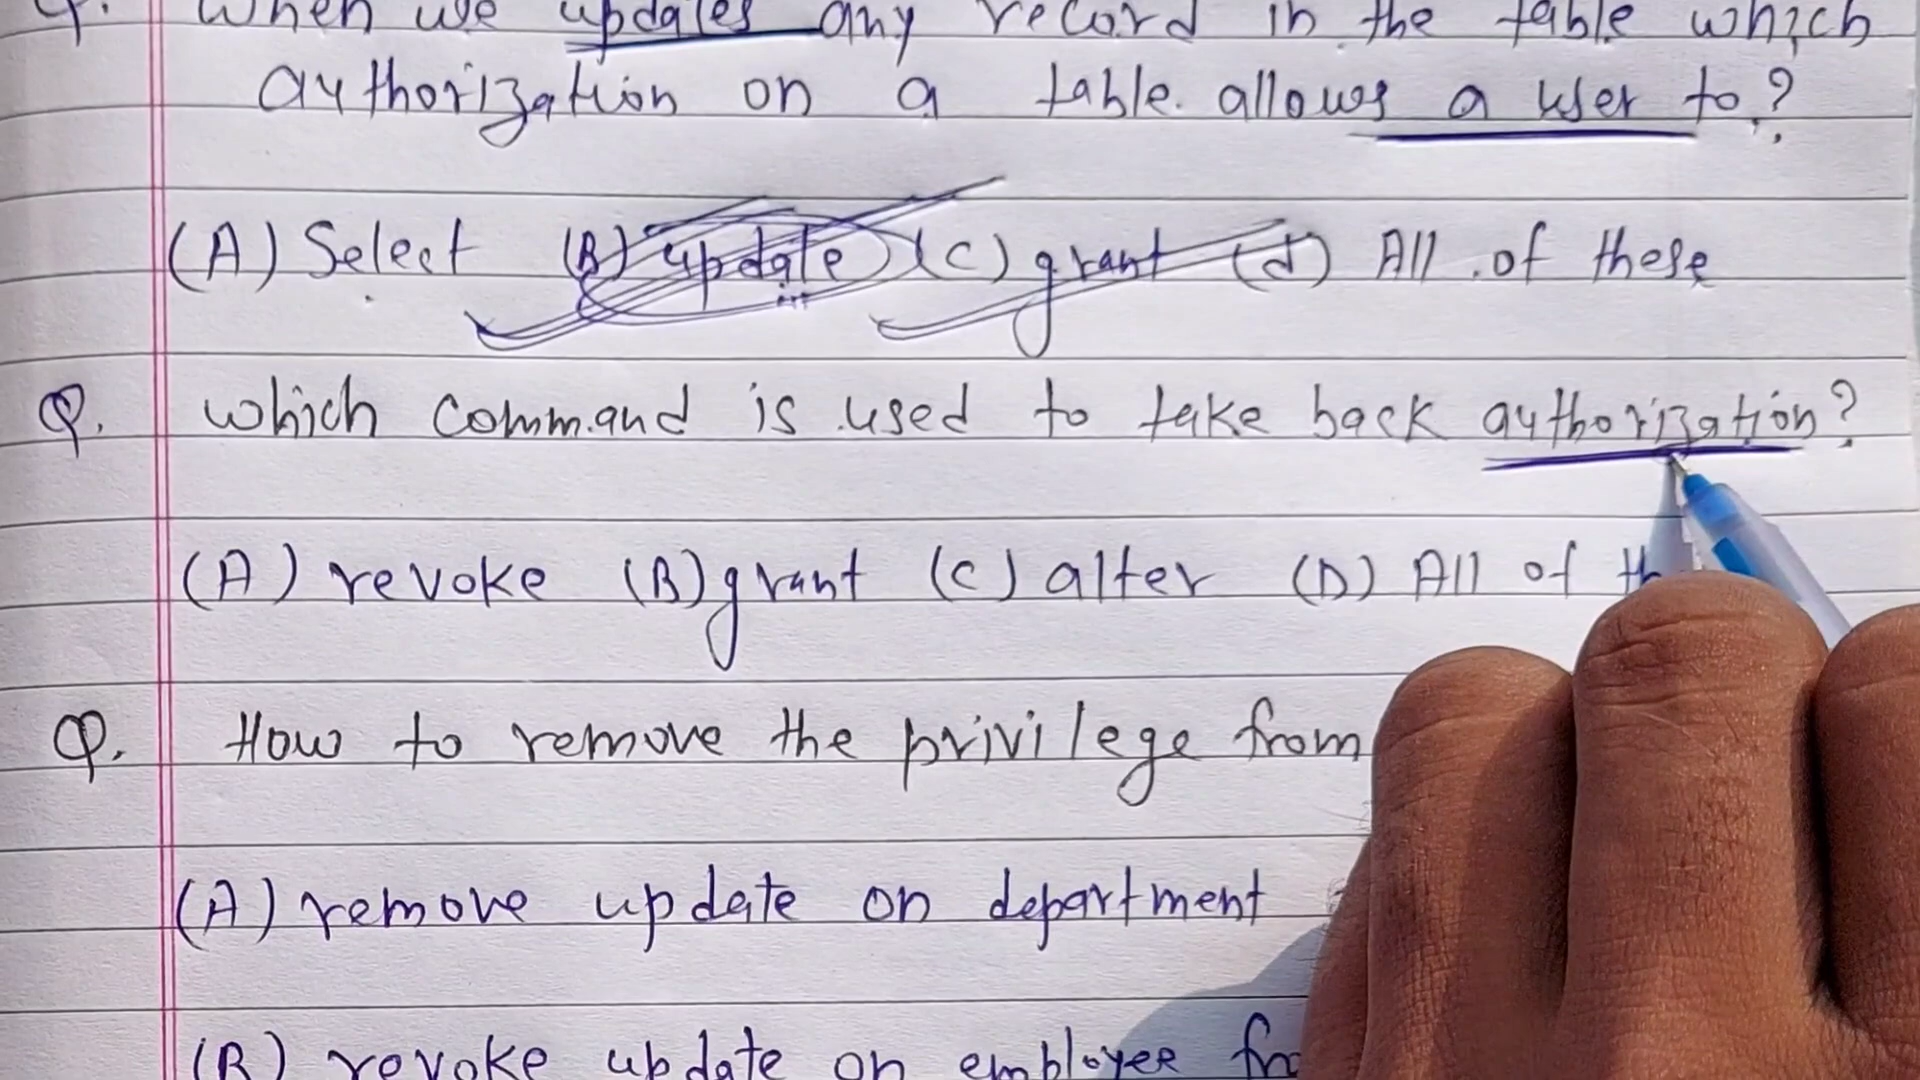 When we updates any record in the table which
authorization on a table allows a user to?
(A) Select (B) update (C) grant (d) All of these
Q. which command is used to take back authorization?
(A) revoke (B) grant (C) alter (D) All of
Q. How to remove the privilege from
(A) remove update on department
(B) revoke update on employee